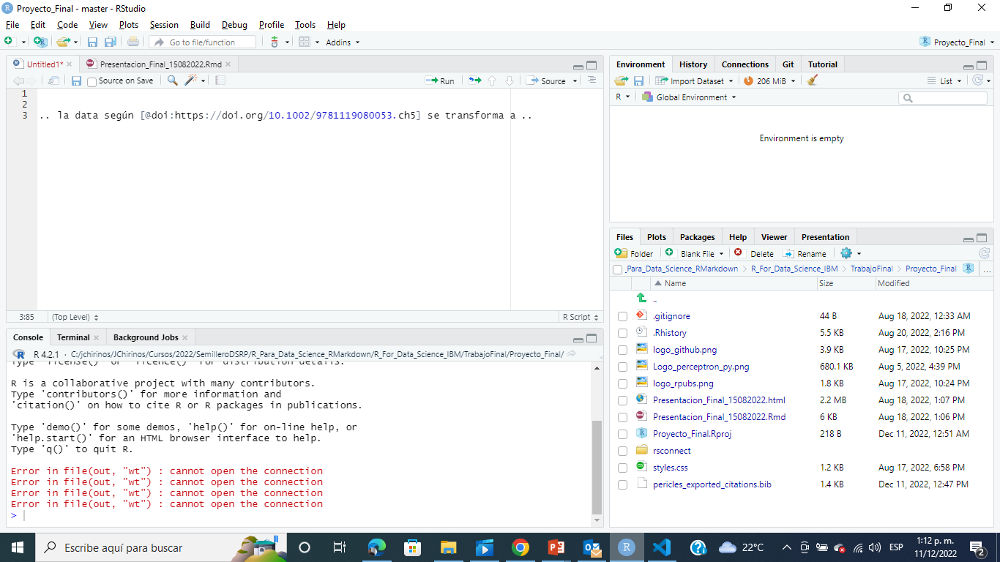 Proyecto_Final - master - RStudio
File Edit Code View Plots Session Build Debug Profile Tools Help
Go to file/function Addins Proyecto_Final
Untitled1* Presentacion_Final_15082022.Rmd
Source on Save Run Source
1
2
3 .. la data según [@doi:https://doi.org/10.1002/9781119080053.ch5] se transforma a ..
3:85 (Top Level) R Script
Console Terminal Background Jobs
R 4.2.1 · C:/jchirinos/JChirinos/Cursos/2022/SemilleroDSRP/R_Para_Data_Science_RMarkdown/R_For_Data_Science_IBM/TrabajoFinal/Proyecto_Final/
Type 'license()' or 'licence()' for distribution details.
R is a collaborative project with many contributors.
Type 'contributors()' for more information and
'citation()' on how to cite R or R packages in publications.
Type 'demo()' for some demos, 'help()' for on-line help, or
'help.start()' for an HTML browser interface to help.
Type 'q()' to quit R.
Error in file(out, "wt") : cannot open the connection
Error in file(out, "wt") : cannot open the connection
Error in file(out, "wt") : cannot open the connection
Error in file(out, "wt") : cannot open the connection
>
Environment History Connections Git Tutorial
Import Dataset 206 MiB List
R Global Environment
Environment is empty
Files Plots Packages Help Viewer Presentation
Folder Blank File Delete Rename
_Para_Data_Science_RMarkdown R_For_Data_Science_IBM TrabajoFinal Proyecto_Final ...
Name Size Modified
..
.gitignore 44 B Aug 18, 2022, 12:33 AM
.Rhistory 5.5 KB Aug 20, 2022, 2:16 PM
logo_github.png 3.9 KB Aug 17, 2022, 10:25 PM
Logo_perceptron_py.png 680.1 KB Aug 5, 2022, 4:39 PM
logo_rpubs.png 1.8 KB Aug 17, 2022, 10:24 PM
Presentacion_Final_15082022.html 2.2 MB Aug 18, 2022, 1:07 PM
Presentacion_Final_15082022.Rmd 6 KB Aug 18, 2022, 1:06 PM
Proyecto_Final.Rproj 218 B Dec 11, 2022, 12:51 AM
rsconnect
styles.css 1.2 KB Aug 17, 2022, 6:58 PM
pericles_exported_citations.bib 1.4 KB Dec 11, 2022, 12:47 PM
Escribe aquí para buscar 22°C ESP 1:12 p. m.
11/12/2022 2